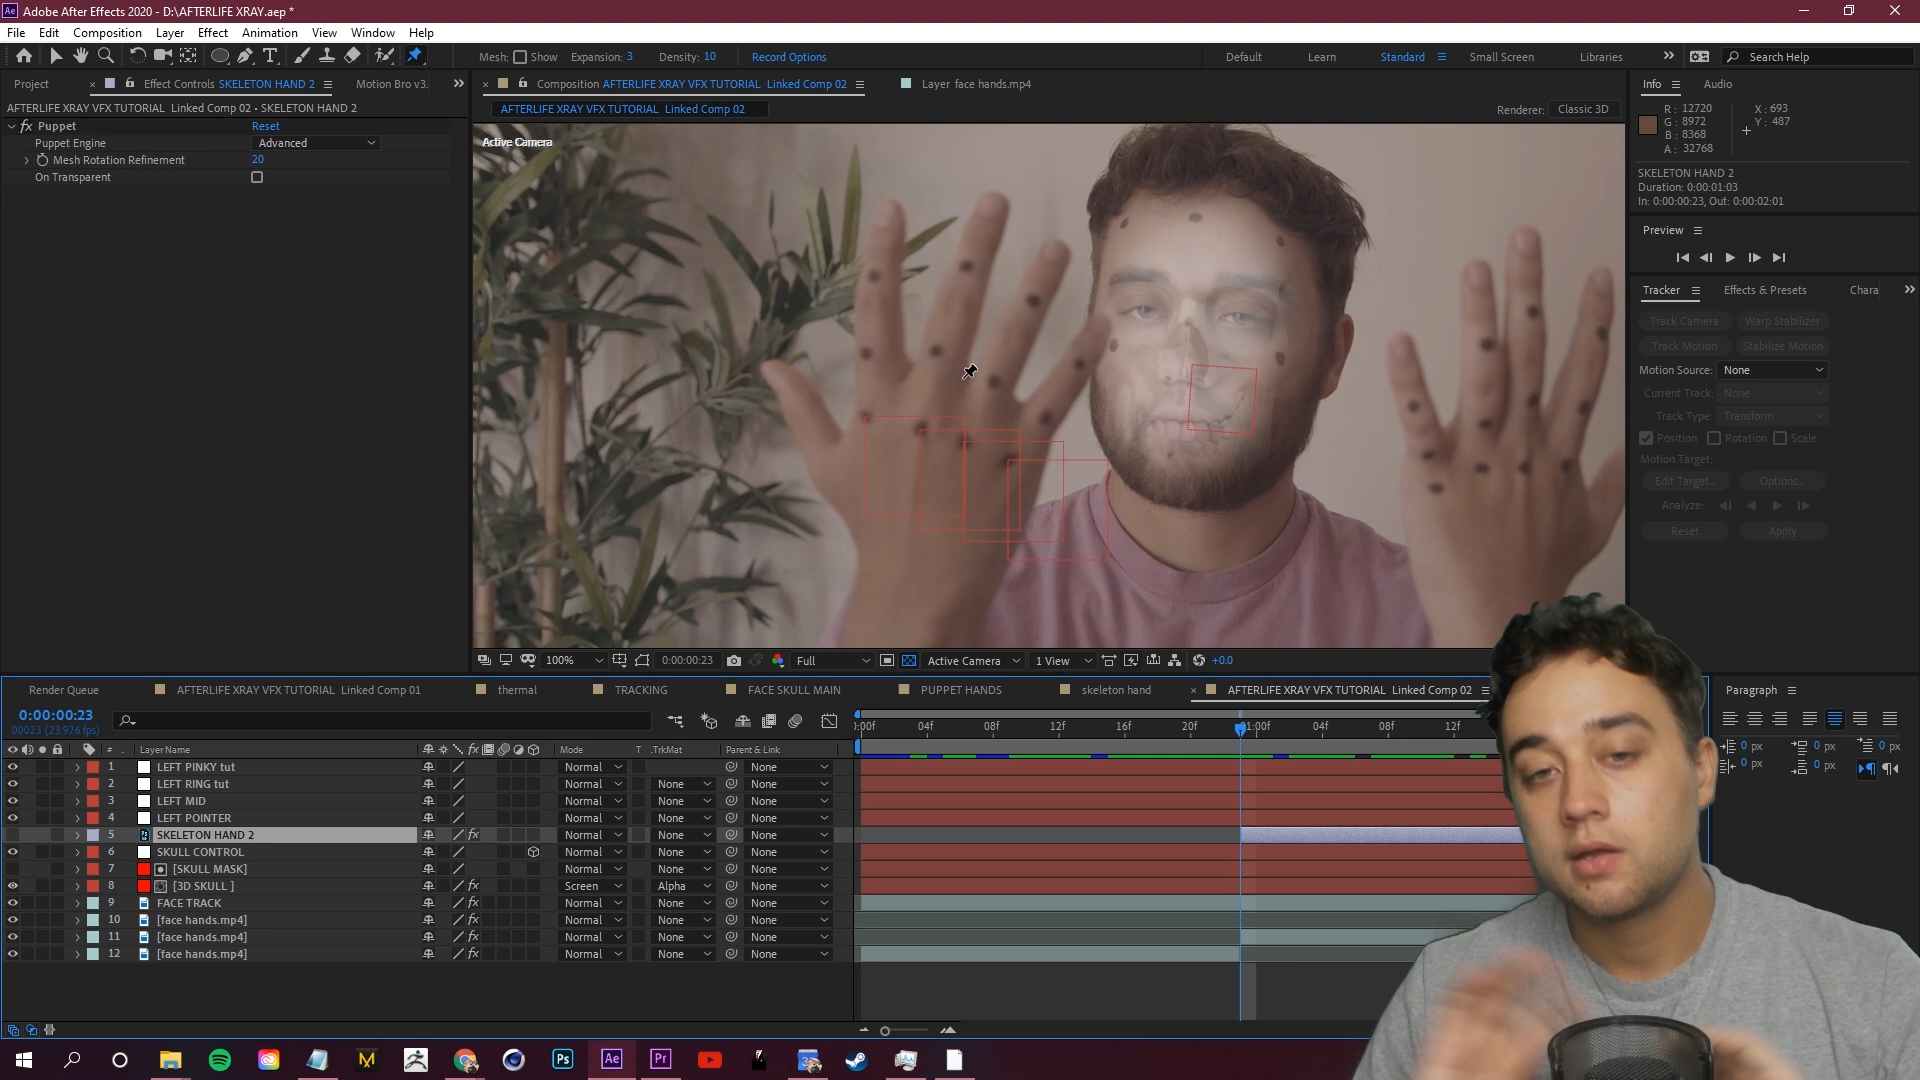 Adobe After Effects 2020 - D:\AFTERLIFE XRAY.aep *
File Edit Composition Layer Effect Animation View Window Help
Mesh: Show Expansion: 3 Density: 10 Record Options Default Learn Standard Small Screen Libraries Search Help
Project Effect Controls SKELETON HAND 2 Motion Bro v3. Composition AFTERLIFE XRAY VFX TUTORIAL Linked Comp 02 Layer face hands.mp4 Info Audio
AFTERLIFE XRAY VFX TUTORIAL Linked Comp 02 • SKELETON HAND 2
AFTERLIFE XRAY VFX TUTORIAL Linked Comp 02 Renderer: Classic 3D
fx Puppet Reset
Puppet Engine Advanced
Mesh Rotation Refinement 20
On Transparent
Active Camera
R: 12720 X: 693
G: 8972 Y: 487
B: 8368
A: 32768
SKELETON HAND 2
Duration: 0:00:01:03
In: 0:00:00:23, Out: 0:00:02:01
Preview
Tracker Effects & Presets Chara
Track Camera Warp Stabilizer
Track Motion Stabilize Motion
Motion Source: None
Current Track: None
Track Type: Transform
Position Rotation Scale
Motion Target:
Edit Target... Options...
Analyze:
Reset Apply
100% 0:00:00:23 Full Active Camera 1 View +0.0
Render Queue AFTERLIFE XRAY VFX TUTORIAL Linked Comp 01 thermal TRACKING FACE SKULL MAIN PUPPET HANDS skeleton hand AFTERLIFE XRAY VFX TUTORIAL Linked Comp 02 Paragraph
0:00:00:23
00023 (23.976 fps)
:00f 04f 08f 12f 16f 20f 01:00f 04f 08f 12f
# Layer Name fx Mode T .TrkMat Parent & Link
1 LEFT PINKY tut Normal None
2 LEFT RING tut Normal None None
3 LEFT MID Normal None None
4 LEFT POINTER Normal None None
5 SKELETON HAND 2 fx Normal None None
6 SKULL CONTROL Normal None None
7 [SKULL MASK] Normal None None
8 [3D SKULL ] fx Screen Alpha None
9 FACE TRACK fx Normal None None
10 [face hands.mp4] fx Normal None None
11 [face hands.mp4] fx Normal None None
12 [face hands.mp4] fx Normal None None
0 px 0 px 0 px
0 px 0 px
Ps Ae Pr